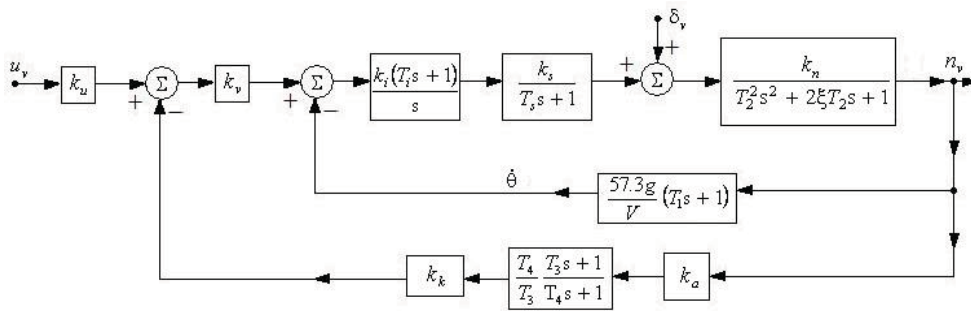 δ_v
u_v
k_u
+
Σ
−
k_v
+
Σ
−
k_i(T_i s + 1)
s
k_s
T_s s + 1
+
+
Σ
k_n
T_2^2 s^2 + 2ξT_2 s + 1
n_v
θ̇
57.3g
V
(T_1 s + 1)
k_k
T_4
T_3
T_3 s + 1
T_4 s + 1
k_a